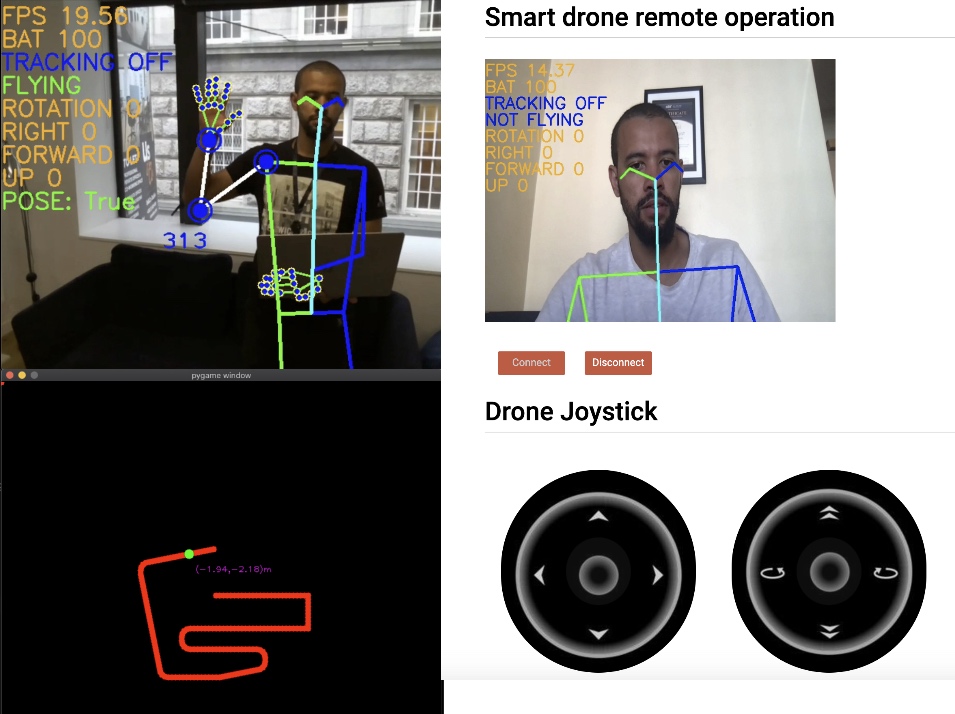 FPS 19.56
BAT 100
TRACKING OFF
FLYING
ROTATION 0
RIGHT 0
FORWARD 0
UP 0
POSE: True
313
pygame window
(-1.94,-2.18)m
Smart drone remote operation
FPS 14.37
BAT 100
TRACKING OFF
NOT FLYING
ROTATION 0
RIGHT 0
FORWARD 0
UP 0
Connect
Disconnect
Drone Joystick